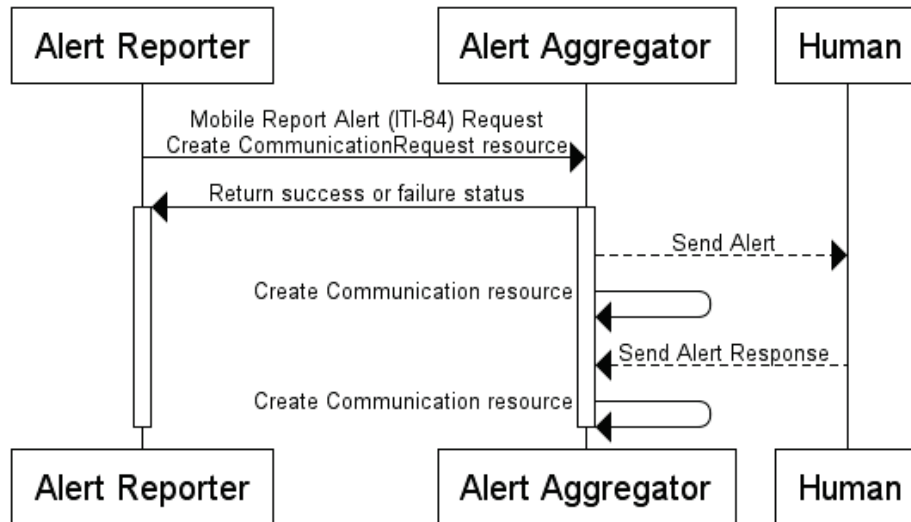 Alert Reporter
Alert Aggregator
Human
Mobile Report Alert (ITI-84) Request
Create CommunicationRequest resource
Return success or failure status
Send Alert
Create Communication resource
Send Alert Response
Create Communication resource
Alert Reporter
Alert Aggregator
Human